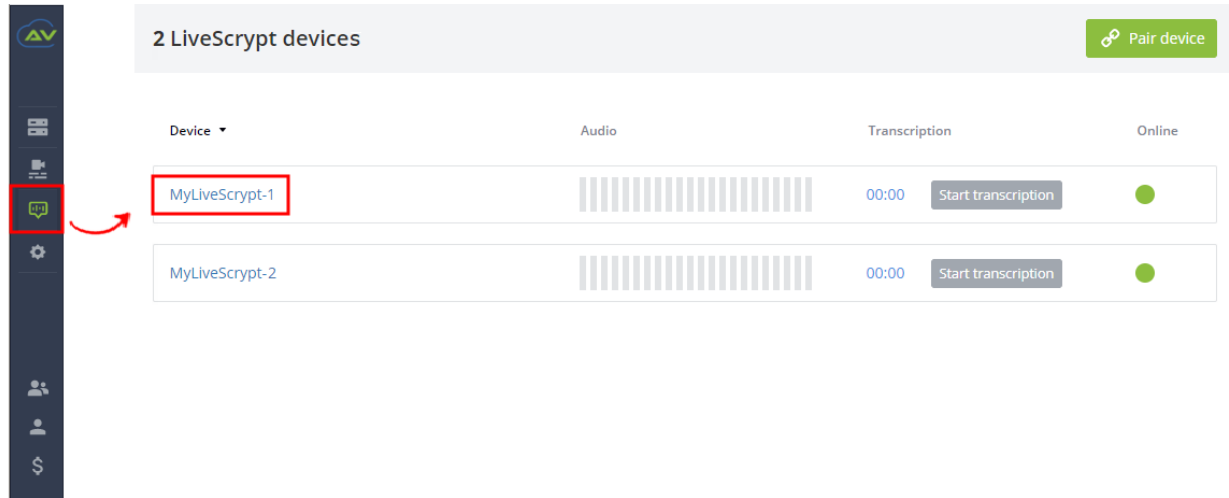 AV
2 LiveScrypt devices
Pair device
Device Audio Transcription Online
MyLiveScrypt-1 00:00 Start transcription
MyLiveScrypt-2 00:00 Start transcription
$